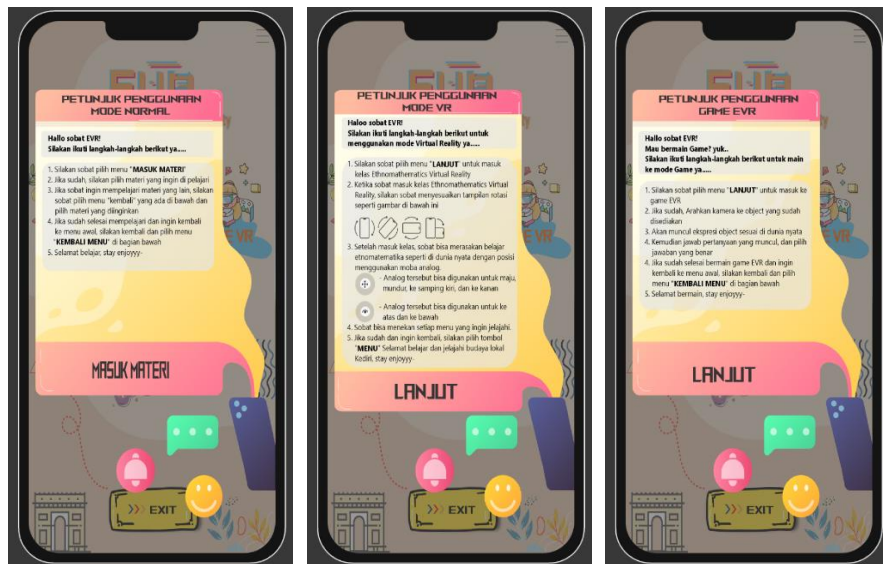 PETUNJUK PENGGUNAAN
MODE NORMAL
Hallo sobat EVR!
Silakan ikuti langkah-langkah berikut ya.....
1. Silakan sobat pilih menu "MASUK MATERI"
2. Jika sudah, silakan pilih materi yang ingin di pelajari
3. Jika sobat ingin mempelajari materi yang lain, silakan
sobat pilih menu "kembali" yang ada di bawah dan
pilih materi yang diinginkan
4. Jika sudah selesai mempelajari dan ingin kembali
ke menu awal, silakan kembali dan pilih menu
"KEMBALI MENU" di bagian bawah
5. Selamat belajar, stay enjoyyy-
MASUK MATERI
EXIT
PETUNJUK PENGGUNAAN
MODE VR
Haloo sobat EVR!
Silakan ikuti langkah-langkah berikut untuk
menggunakan mode Virtual Reality ya.....
1. Silakan sobat pilih menu "LANJUT" untuk masuk
kelas Ethnomathematics Virtual Reality
2. Ketika sobat masuk kelas Ethnomathematics Virtual
Reality, silakan sobat menyesuaikan tampilan rotasi
seperti gambar di bawah ini
3. Setelah masuk kelas, sobat bisa merasakan belajar
etnomatematika seperti di dunia nyata dengan posisi
menggunakan moba analog.
- Analog tersebut bisa digunakan untuk maju,
mundur, ke samping kiri, dan ke kanan
- Analog tersebut bisa digunakan untuk ke
atas dan ke bawah
4. Sobat bisa menekan setiap menu yang ingin jelajahi.
5. Jika sudah dan ingin kembali, silakan pilih tombol
"MENU" Selamat belajar dan jelajahi budaya lokal
Kediri, stay enjoyyy-
LANJUT
EXIT
PETUNJUK PENGGUNAAN
GAME EVR
Hallo sobat EVR!
Mau bermain Game? yuk..
Silakan ikuti langkah-langkah berikut untuk main
ke mode Game ya.....
1. Silakan sobat pilih menu "LANJUT" untuk masuk ke
game EVR
2. Jika sudah, Arahkan kamera ke object yang sudah
disediakan
3. Akan muncul ekspresi object sesuai di dunia nyata
4. Kemudian jawab pertanyaan yang muncul, dan pilih
jawaban yang benar
4. Jika sudah selesai bermain game EVR dan ingin
kembali ke menu awal, silakan kembali dan pilih
menu "KEMBALI MENU" di bagian bawah
5. Selamat bermain, stay enjoyyy-
LANJUT
EXIT